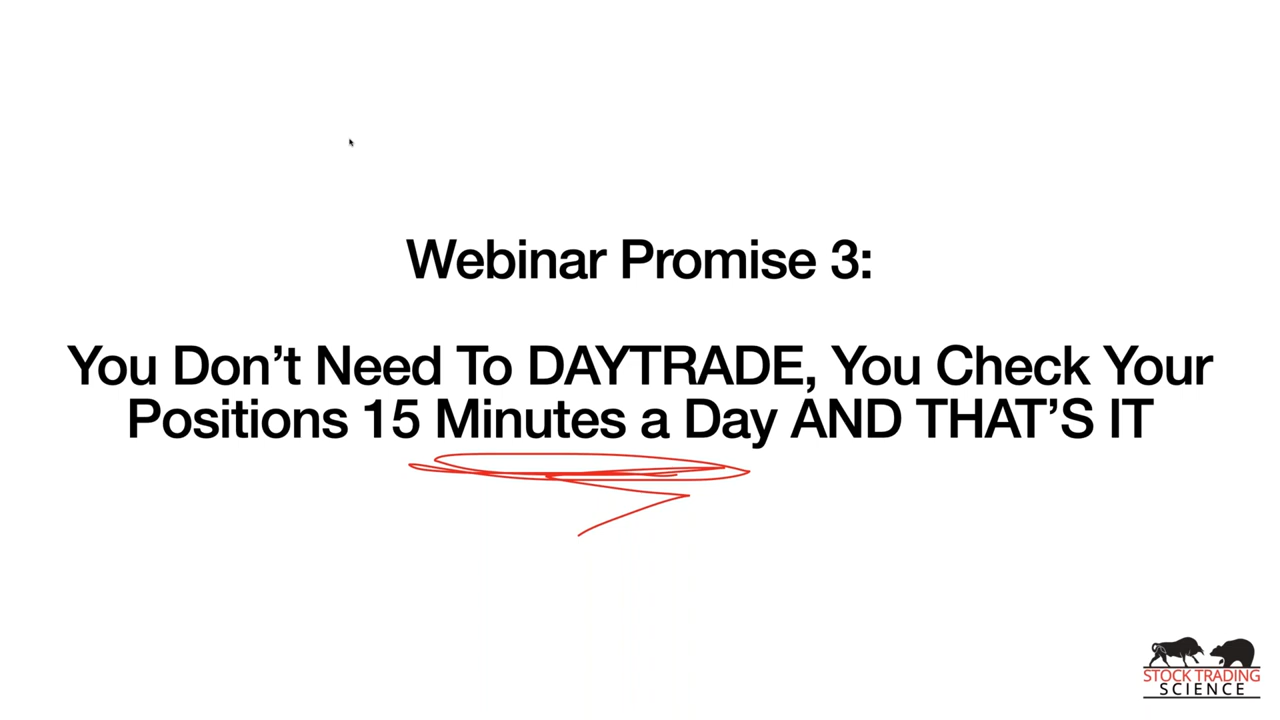 Webinar Promise 3:
You Don’t Need To DAYTRADE, You Check Your
Positions 15 Minutes a Day AND THAT’S IT
STOCK TRADING
SCIENCE